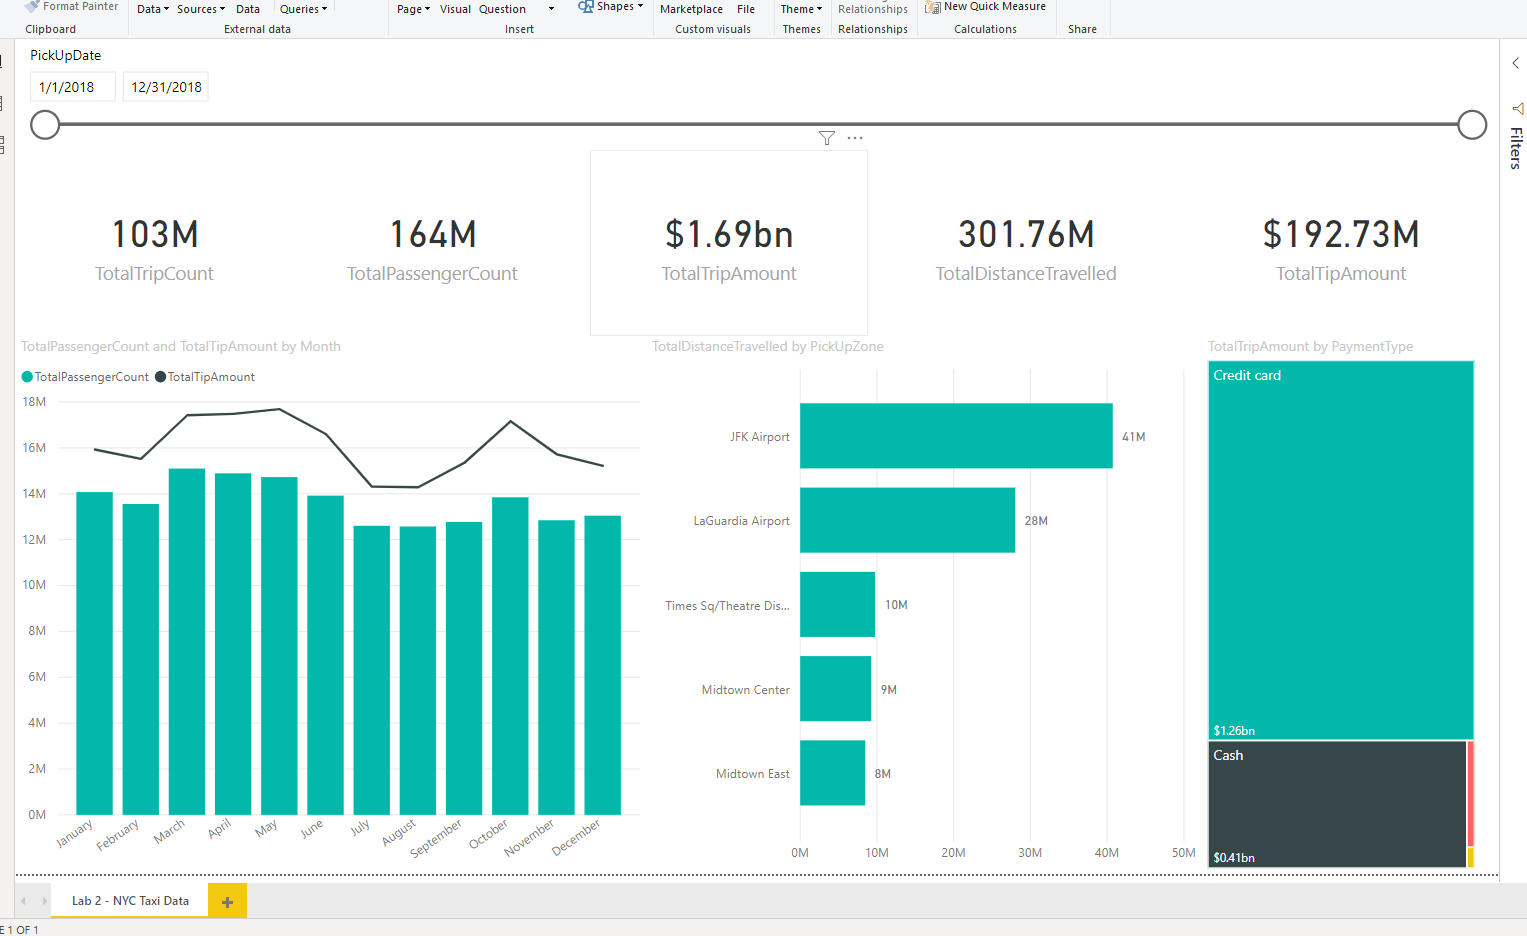 Format Painter
Data Sources Data Queries
Page Visual Question
Shapes
Marketplace File
Theme
Relationships
New Quick Measure
Clipboard
External data
Insert
Custom visuals
Themes
Relationships
Calculations
Share
PickUpDate
1/1/2018
12/31/2018
Filters
103M
TotalTripCount
164M
TotalPassengerCount
$1.69bn
TotalTripAmount
301.76M
TotalDistanceTravelled
$192.73M
TotalTipAmount
TotalPassengerCount and TotalTipAmount by Month
TotalPassengerCount TotalTipAmount
18M
16M
14M
12M
10M
8M
6M
4M
2M
0M
January
February
March
April
May
June
July
August
September
October
November
December
TotalDistanceTravelled by PickUpZone
JFK Airport
41M
LaGuardia Airport
28M
Times Sq/Theatre Dis...
10M
Midtown Center
9M
Midtown East
8M
0M 10M 20M 30M 40M 50M
TotalTripAmount by PaymentType
Credit card
$1.26bn
Cash
$0.41bn
Lab 2 - NYC Taxi Data
E 1 OF 1